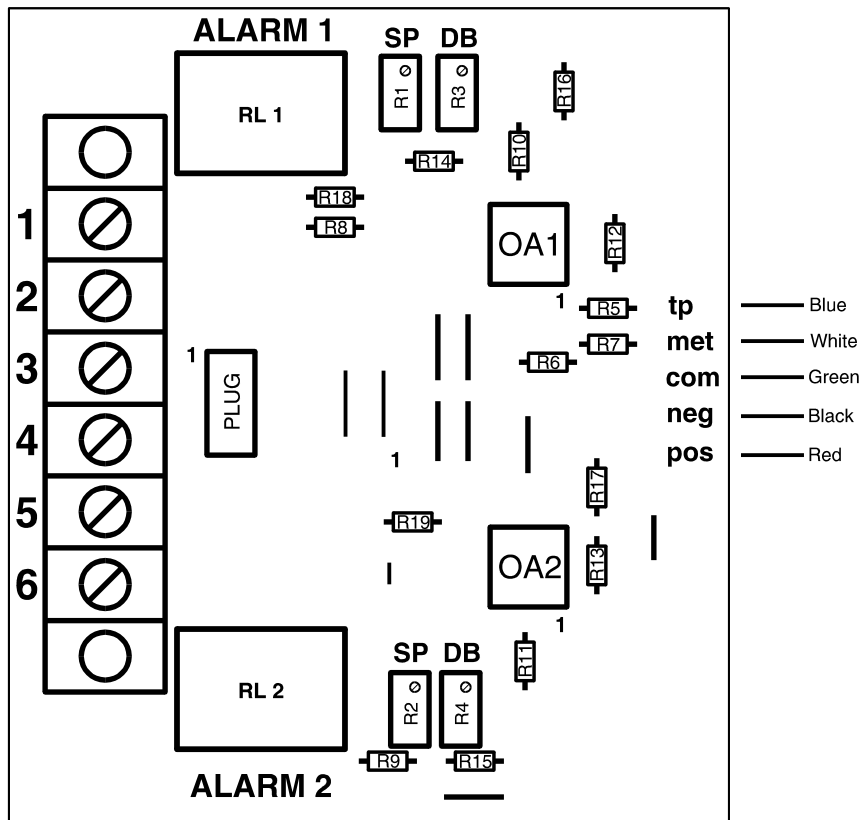 ALARM 1
SP DB
RL 1
R1
R3
R16
R10
R14
R18
R8
1
OA1
R12
1
2
R5
tp
Blue
R7
met
White
1
R6
3
PLUG
com
Green
neg
Black
4
1
pos
Red
R17
5
R19
OA2
R13
6
1
R11
SP DB
RL 2
R2
R4
R9
R15
ALARM 2